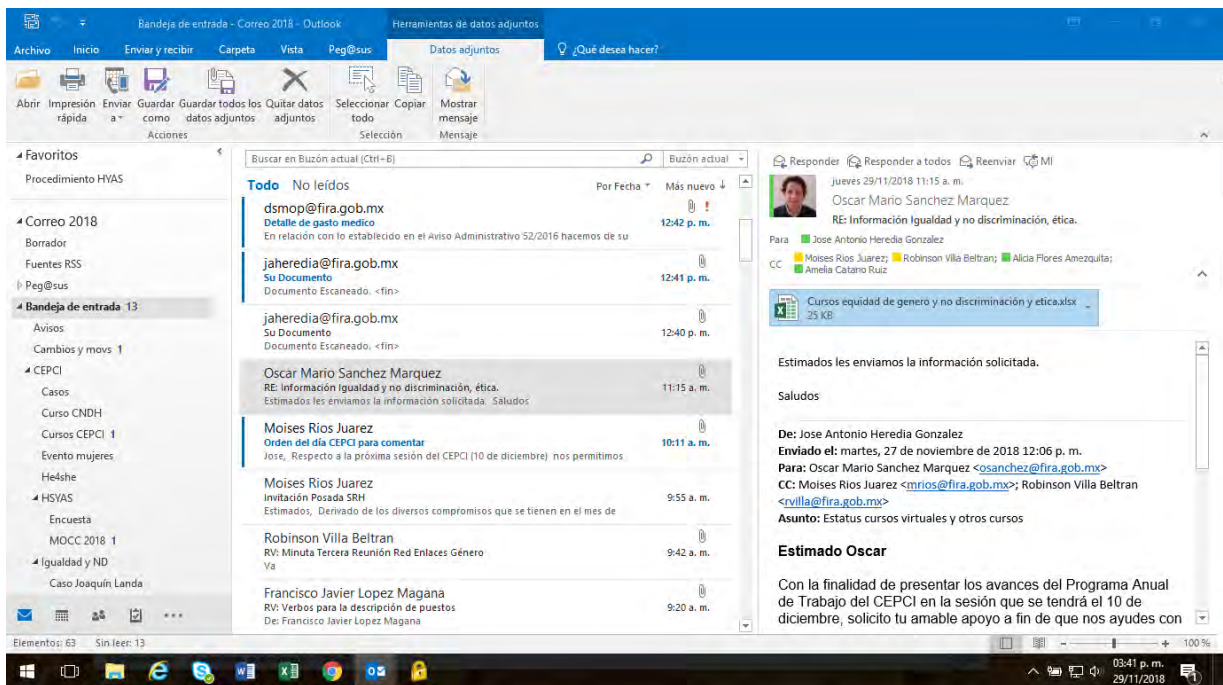 Bandeja de entrada - Correo 2018 - Outlook
Herramientas de datos adjuntos
Archivo Inicio Enviar y recibir Carpeta Vista Peg@sus Datos adjuntos ¿Qué desea hacer?
Abrir Impresión rápida Enviar a Guardar como Guardar todos los datos adjuntos Quitar datos adjuntos Seleccionar todo Copiar Mostrar mensaje
Acciones Selección Mensaje
Favoritos
Procedimiento HYAS
Correo 2018
Borrador
Fuentes RSS
Peg@sus
Bandeja de entrada 13
Avisos
Cambios y movs 1
CEPCI
Casos
Curso CNDH
Cursos CEPCI 1
Evento mujeres
He4she
HSYAS
Encuesta
MOCC 2018 1
Igualdad y ND
Caso Joaquín Landa
Buscar en Buzón actual (Ctrl+B) Buzón actual
Todo No leídos Por Fecha Más nuevo ↓
dsmop@fira.gob.mx !
Detalle de gasto medico 12:42 p. m.
En relación con lo establecido en el Aviso Administrativo 52/2016 hacemos de su
jaheredia@fira.gob.mx
Su Documento 12:41 p. m.
Documento Escaneado. <fin>
jaheredia@fira.gob.mx
Su Documento 12:40 p. m.
Documento Escaneado. <fin>
Oscar Mario Sanchez Marquez
RE: Información Igualdad y no discriminación, ética. 11:15 a. m.
Estimados les enviamos la información solicitada. Saludos
Moises Rios Juarez
Orden del día CEPCI para comentar 10:11 a. m.
Jose, Respecto a la próxima sesión del CEPCI (10 de diciembre) nos permitimos
Moises Rios Juarez
Invitación Posada SRH 9:55 a. m.
Estimados, Derivado de los diversos compromisos que se tienen en el mes de
Robinson Villa Beltran
RV: Minuta Tercera Reunión Red Enlaces Género 9:42 a. m.
Va
Francisco Javier Lopez Magana
RV: Verbos para la descripción de puestos 9:20 a. m.
De: Francisco Javier Lopez Magana
Responder Responder a todos Reenviar MI
jueves 29/11/2018 11:15 a. m.
Oscar Mario Sanchez Marquez
RE: Información Igualdad y no discriminación, ética.
Para Jose Antonio Heredia Gonzalez
CC Moises Rios Juarez; Robinson Villa Beltran; Alicia Flores Amezquita;
Amelia Catano Ruiz
Cursos equidad de genero y no discriminación y etica.xlsx
25 KB
Estimados les enviamos la información solicitada.
Saludos
De: Jose Antonio Heredia Gonzalez
Enviado el: martes, 27 de noviembre de 2018 12:06 p. m.
Para: Oscar Mario Sanchez Marquez <osanchez@fira.gob.mx>
CC: Moises Rios Juarez <mrios@fira.gob.mx>; Robinson Villa Beltran
<rvilla@fira.gob.mx>
Asunto: Estatus cursos virtuales y otros cursos
Estimado Oscar
Con la finalidad de presentar los avances del Programa Anual
de Trabajo del CEPCI en la sesión que se tendrá el 10 de
diciembre, solicito tu amable apoyo a fin de que nos ayudes con
Elementos: 63 Sin leer: 13 100 %
03:41 p. m.
29/11/2018